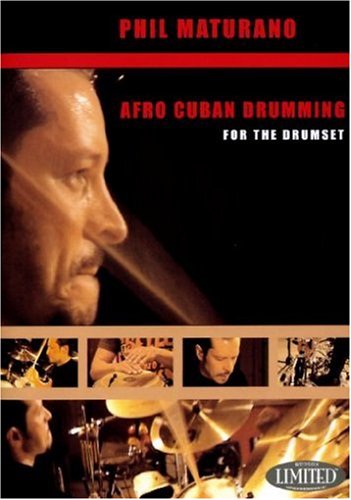 PHIL MATURANO
AFRO CUBAN DRUMMING
FOR THE DRUMSET
LIMITED